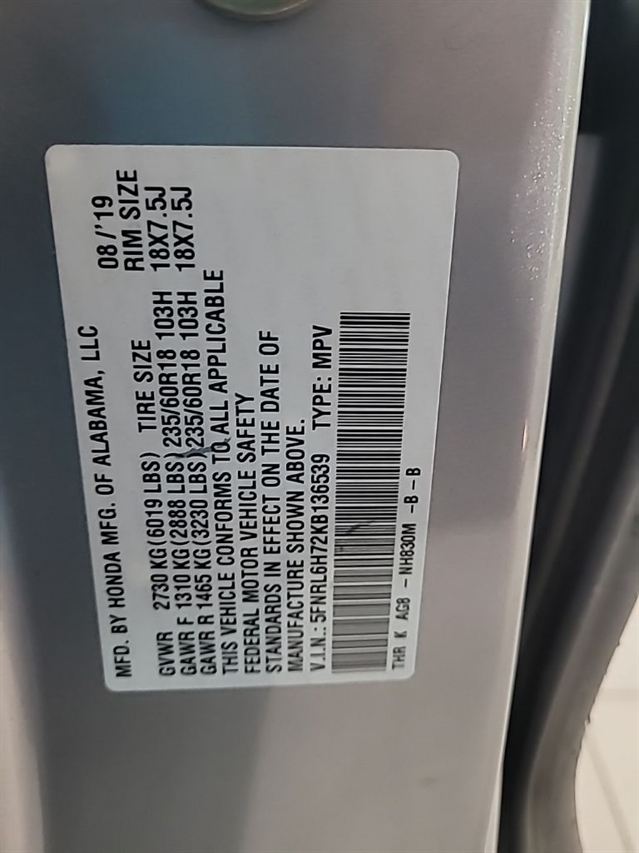 MFD. BY HONDA MFG. OF ALABAMA, LLC 08/'19
GVWR 2730 KG (6019 LBS) TIRE SIZE RIM SIZE
GAWR F 1310 KG (2888 LBS) 235/60R18 103H 18X7.5J
GAWR R 1465 KG (3230 LBS) 235/60R18 103H 18X7.5J
THIS VEHICLE CONFORMS TO ALL APPLICABLE
FEDERAL MOTOR VEHICLE SAFETY
STANDARDS IN EFFECT ON THE DATE OF
MANUFACTURE SHOWN ABOVE.
V.I.N.: 5FNRL6H72KB136539 TYPE: MPV
THR K AG8 - NH830M -B-B